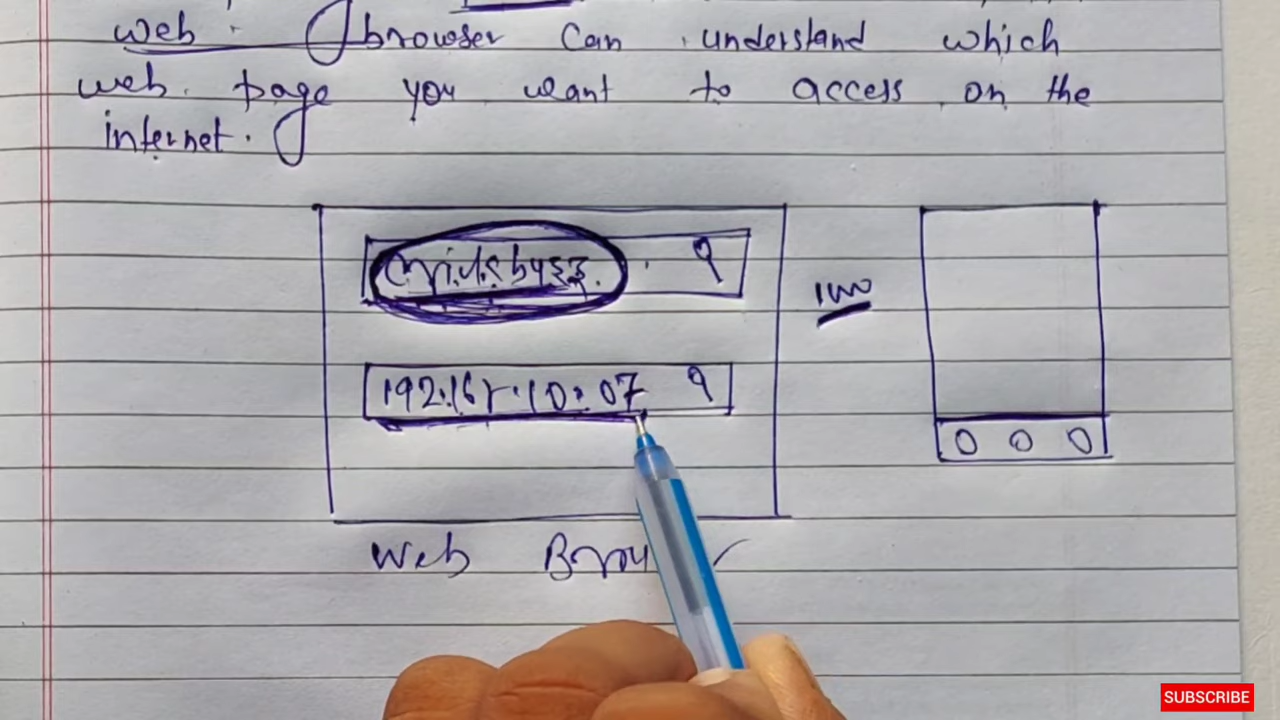 web. browser can understand which
web page you want to access on the
internet.
100
192.168.10.07
Web
SUBSCRIBE